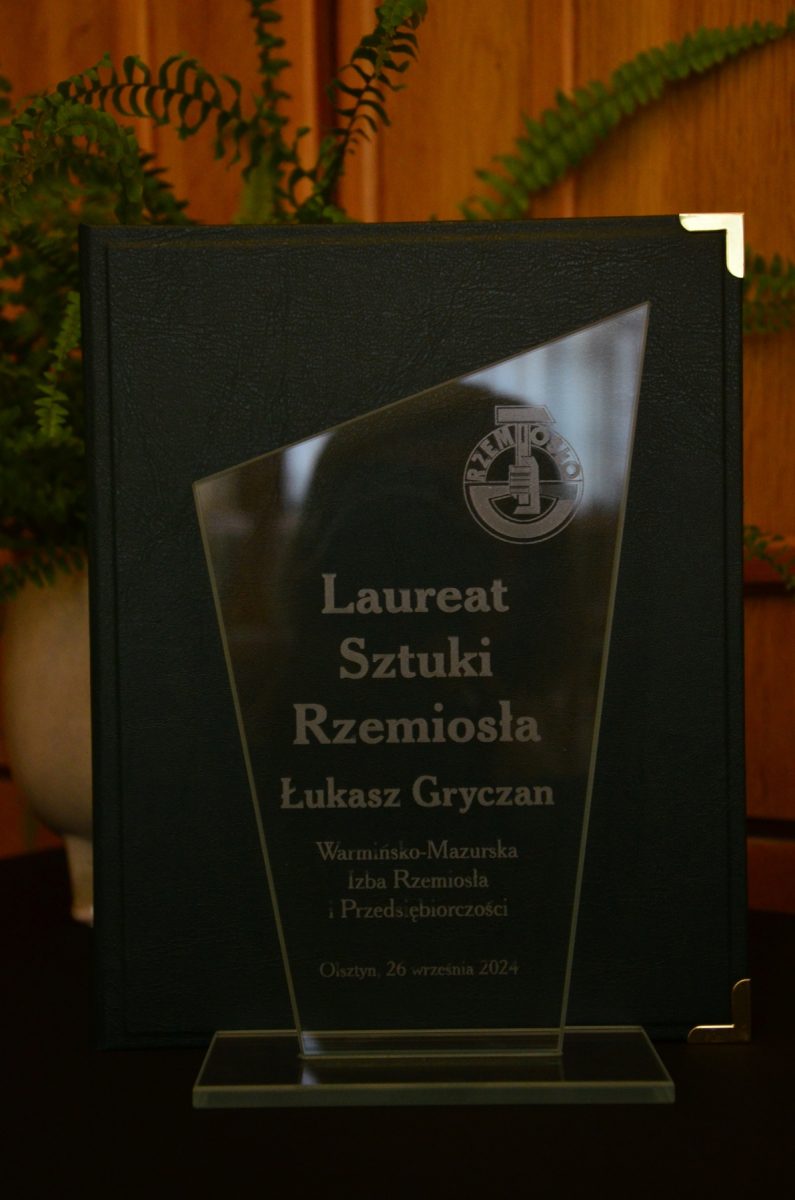 RZEMIOSŁO
Laureat
Sztuki
Rzemiosła
Łukasz Gryczan
Warmińsko-Mazurska
Izba Rzemiosła
i Przedsiębiorczości
Olsztyn, 26 września 2024